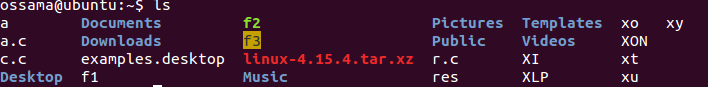 ossama@ubuntu:~$ ls
a Documents f2 Pictures Templates xo xy
a.c Downloads f3 Public Videos XON
c.c examples.desktop linux-4.15.4.tar.xz r.c XI xt
Desktop f1 Music res XLP xu